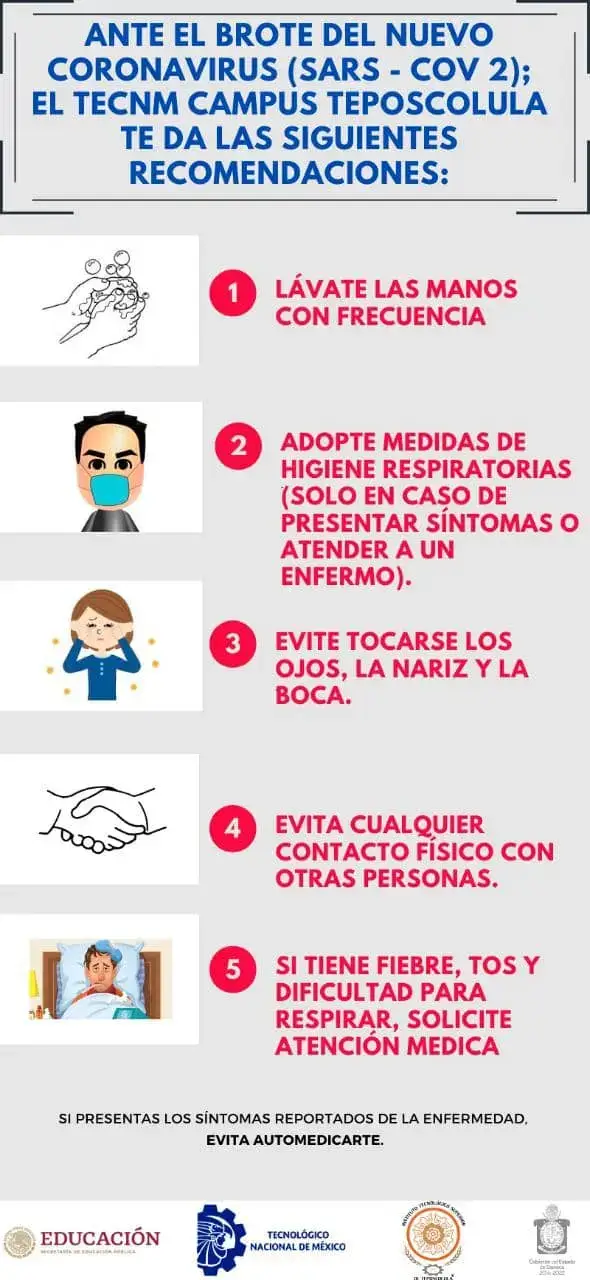 ANTE EL BROTE DEL NUEVO
CORONAVIRUS (SARS - COV 2);
EL TECNM CAMPUS TEPOSCOLULA
TE DA LAS SIGUIENTES
RECOMENDACIONES:
1
LÁVATE LAS MANOS
CON FRECUENCIA
2
ADOPTE MEDIDAS DE
HIGIENE RESPIRATORIAS
(SOLO EN CASO DE
PRESENTAR SÍNTOMAS O
ATENDER A UN
ENFERMO).
3
EVITE TOCARSE LOS
OJOS, LA NARIZ Y LA
BOCA.
4
EVITA CUALQUIER
CONTACTO FÍSICO CON
OTRAS PERSONAS.
5
SI TIENE FIEBRE, TOS Y
DIFICULTAD PARA
RESPIRAR, SOLICITE
ATENCIÓN MEDICA
SI PRESENTAS LOS SÍNTOMAS REPORTADOS DE LA ENFERMEDAD,
EVITA AUTOMEDICARTE.
EDUCACIÓN
SECRETARÍA DE EDUCACIÓN PÚBLICA
TECNOLÓGICO
NACIONAL DE MÉXICO
INSTITUTO TECNOLÓGICO SUPERIOR
DE TEPOSCOLULA
Gobierno del Estado
de Oaxaca
2016-2022